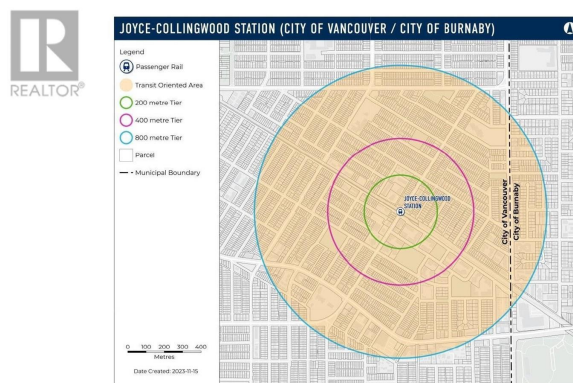 REALTOR®
JOYCE-COLLINGWOOD STATION (CITY OF VANCOUVER / CITY OF BURNABY)
Legend
Passenger Rail
Transit Oriented Area
200 metre Tier
400 metre Tier
800 metre Tier
Parcel
Municipal Boundary
JOYCE-COLLINGWOOD
STATION
City of Vancouver
City of Burnaby
0 100 200 300 400
Metres
Date Created: 2023-11-15